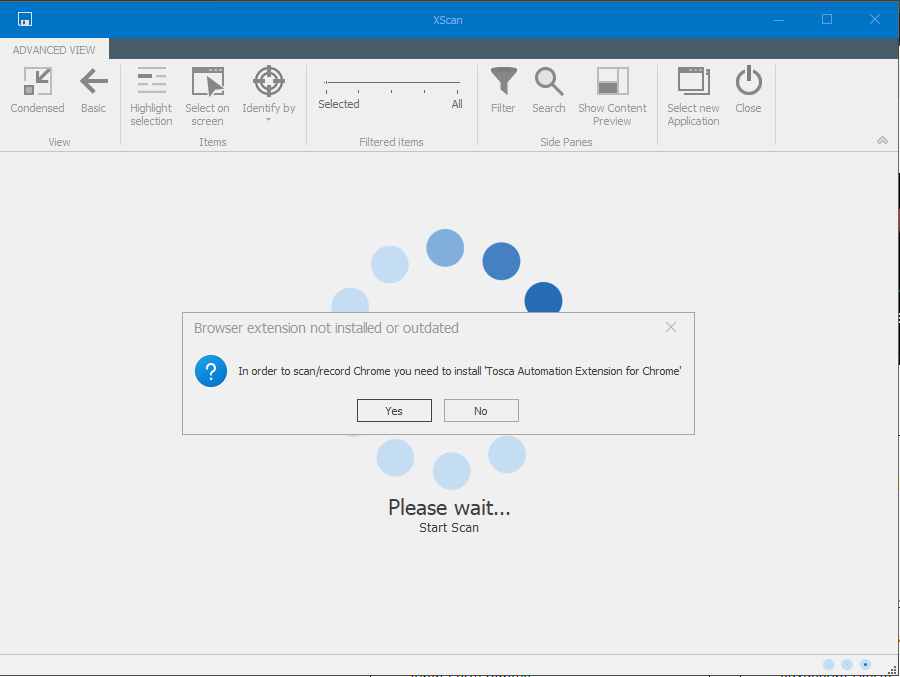 XScan
ADVANCED VIEW
Condensed
Basic
View
Highlight
selection
Select on
screen
Identify by
Items
Selected
All
Filtered items
Filter
Search
Show Content
Preview
Side Panes
Select new
Application
Close
Browser extension not installed or outdated
?
In order to scan/record Chrome you need to install 'Tosca Automation Extension for Chrome'
Yes
No
Please wait...
Start Scan